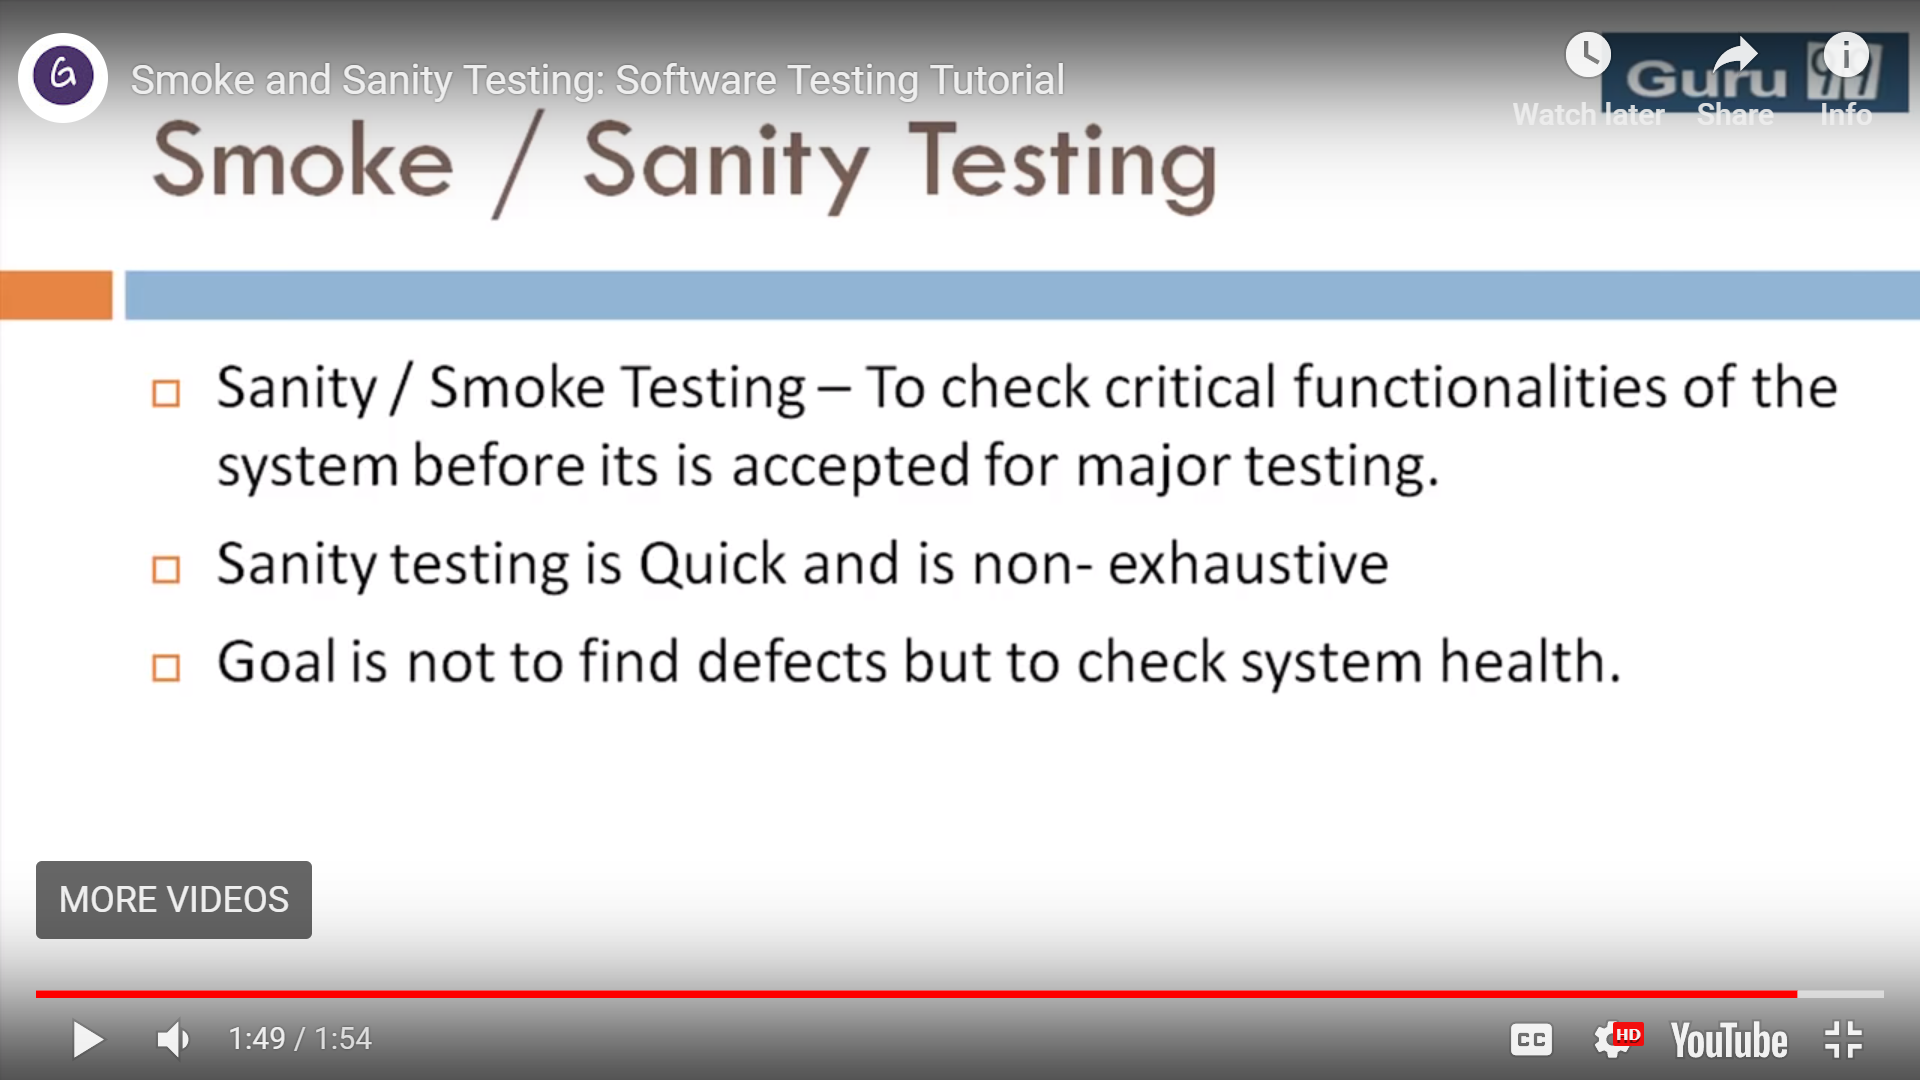 G
Smoke and Sanity Testing: Software Testing Tutorial
Guru 99
Watch later
Share
Info
Smoke / Sanity Testing
Sanity / Smoke Testing – To check critical functionalities of the
system before its is accepted for major testing.
Sanity testing is Quick and is non- exhaustive
Goal is not to find defects but to check system health.
MORE VIDEOS
1:49 / 1:54
CC
HD
YouTube